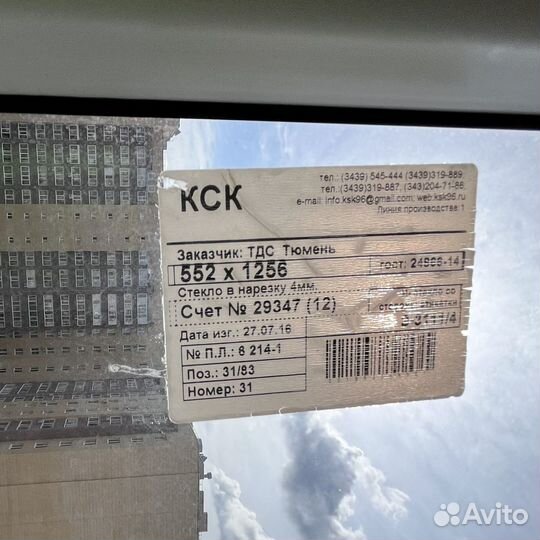 КСК
тел.: (3439) 545-444 (3439)319-889
тел.:(3439)319-887; (343)204-71-86;
e-mail: info.ksk96@gmail.com; web.ksk96.ru
Линия производства: 1
Заказчик: ТДС Тюмень
552 x 1256
гост: 24866-14
Стекло в нарезку 4мм.
Счет № 29347 (12)
Дата изг.: 27.07.16
№ П.Л.: 6 214-1
Поз.: 31/83
Номер: 31
Avito